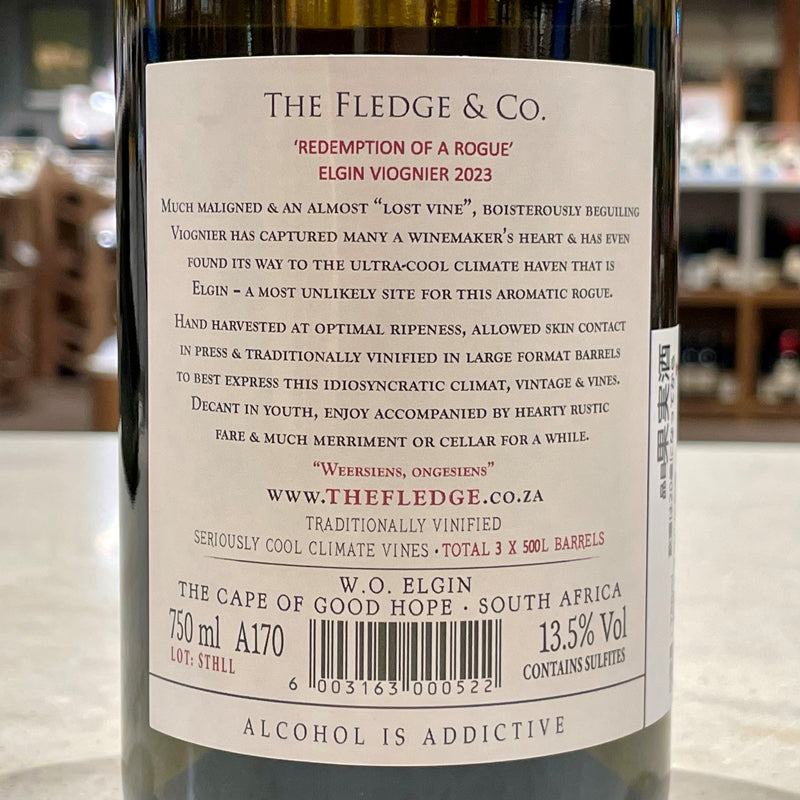 THE FLEDGE & CO.
'REDEMPTION OF A ROGUE'
ELGIN VIOGNIER 2023
MUCH MALIGNED & AN ALMOST "LOST VINE", BOISTEROUSLY BEGUILING
VIOGNIER HAS CAPTURED MANY A WINEMAKER'S HEART & HAS EVEN
FOUND ITS WAY TO THE ULTRA-COOL CLIMATE HAVEN THAT IS
ELGIN – A MOST UNLIKELY SITE FOR THIS AROMATIC ROGUE.
HAND HARVESTED AT OPTIMAL RIPENESS, ALLOWED SKIN CONTACT
IN PRESS & TRADITIONALLY VINIFIED IN LARGE FORMAT BARRELS
TO BEST EXPRESS THIS IDIOSYNCRATIC CLIMAT, VINTAGE & VINES.
DECANT IN YOUTH, ENJOY ACCOMPANIED BY HEARTY RUSTIC
FARE & MUCH MERRIMENT OR CELLAR FOR A WHILE.
"WEERSIENS, ONGESIENS"
WWW.THEFLEDGE.CO.ZA
TRADITIONALLY VINIFIED
SERIOUSLY COOL CLIMATE VINES · TOTAL 3 X 500L BARRELS
W.O. ELGIN
THE CAPE OF GOOD HOPE · SOUTH AFRICA
750 ml A170
LOT: STHLL
13.5% Vol
CONTAINS SULFITES
6 003163 000522
ALCOHOL IS ADDICTIVE
果実酒